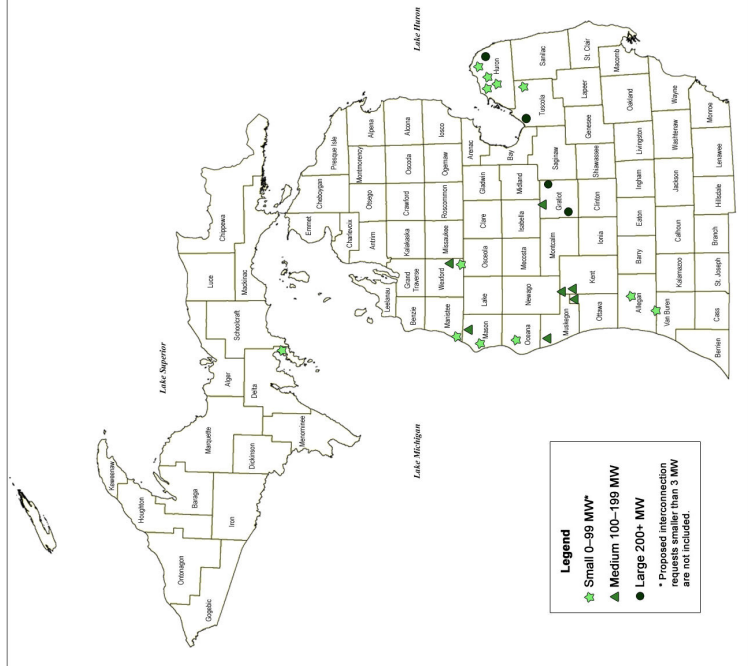 Lake Superior
Lake Huron
Lake Michigan
Keweenaw
Houghton
Ontonagon
Gogebic
Baraga
Iron
Marquette
Dickinson
Menominee
Alger
Delta
Schoolcraft
Luce
Mackinac
Chippewa
Emmet
Cheboygan
Presque Isle
Charlevoix
Leelanau
Antrim
Otsego
Montmorency
Alpena
Benzie
Grand
Traverse
Kalkaska
Crawford
Oscoda
Alcona
Manistee
Wexford
Missaukee
Roscommon
Ogemaw
Iosco
Mason
Lake
Osceola
Clare
Gladwin
Arenac
Huron
Oceana
Newago
Mecosta
Isabella
Midland
Bay
Tuscola
Sanilac
Muskegon
Montcalm
Gratiot
Saginaw
Ottawa
Kent
Ionia
Clinton
Shiawassee
Genesee
Lapeer
St. Clair
Allegan
Barry
Eaton
Ingham
Livingston
Oakland
Macomb
Van Buren
Kalamazoo
Calhoun
Jackson
Washtenaw
Wayne
Berrien
Cass
St. Joseph
Branch
Hillsdale
Lenawee
Monroe
Legend
Small 0–99 MW*
Medium 100–199 MW
Large 200+ MW
* Proposed interconnection
requests smaller than 3 MW
are not included.